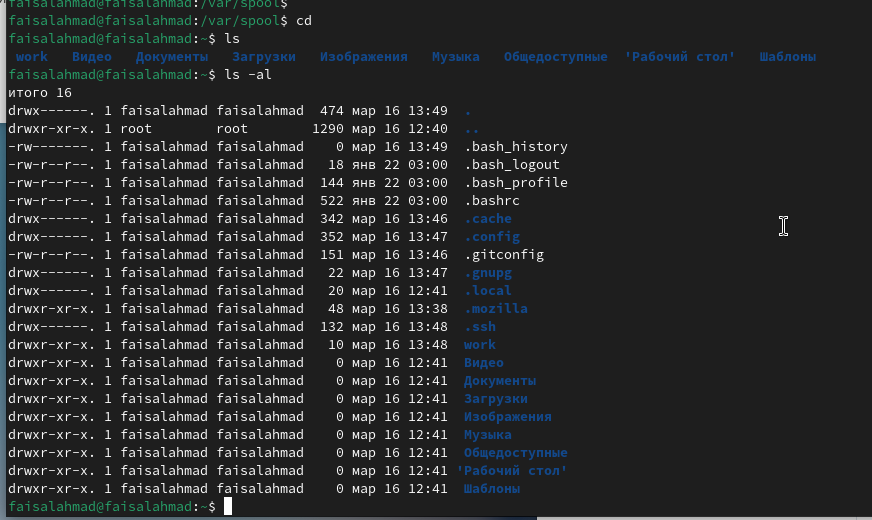 faisalahmad@faisalahmad:/var/spool$
faisalahmad@faisalahmad:/var/spool$ cd
faisalahmad@faisalahmad:~$ ls
work   Видео   Документы   Загрузки   Изображения   Музыка   Общедоступные  'Рабочий стол'   Шаблоны
faisalahmad@faisalahmad:~$ ls -al
итого 16
drwx------. 1 faisalahmad faisalahmad  474 мар 16 13:49  .
drwxr-xr-x. 1 root        root        1290 мар 16 12:40  ..
-rw-------. 1 faisalahmad faisalahmad    0 мар 16 13:49  .bash_history
-rw-r--r--. 1 faisalahmad faisalahmad   18 янв 22 03:00  .bash_logout
-rw-r--r--. 1 faisalahmad faisalahmad  144 янв 22 03:00  .bash_profile
-rw-r--r--. 1 faisalahmad faisalahmad  522 янв 22 03:00  .bashrc
drwx------. 1 faisalahmad faisalahmad  342 мар 16 13:46  .cache
drwx------. 1 faisalahmad faisalahmad  352 мар 16 13:47  .config
-rw-r--r--. 1 faisalahmad faisalahmad  151 мар 16 13:46  .gitconfig
drwx------. 1 faisalahmad faisalahmad   22 мар 16 13:47  .gnupg
drwx------. 1 faisalahmad faisalahmad   20 мар 16 12:41  .local
drwxr-xr-x. 1 faisalahmad faisalahmad   48 мар 16 13:38  .mozilla
drwx------. 1 faisalahmad faisalahmad  132 мар 16 13:48  .ssh
drwxr-xr-x. 1 faisalahmad faisalahmad   10 мар 16 13:48  work
drwxr-xr-x. 1 faisalahmad faisalahmad    0 мар 16 12:41  Видео
drwxr-xr-x. 1 faisalahmad faisalahmad    0 мар 16 12:41  Документы
drwxr-xr-x. 1 faisalahmad faisalahmad    0 мар 16 12:41  Загрузки
drwxr-xr-x. 1 faisalahmad faisalahmad    0 мар 16 12:41  Изображения
drwxr-xr-x. 1 faisalahmad faisalahmad    0 мар 16 12:41  Музыка
drwxr-xr-x. 1 faisalahmad faisalahmad    0 мар 16 12:41  Общедоступные
drwxr-xr-x. 1 faisalahmad faisalahmad    0 мар 16 12:41 'Рабочий стол'
drwxr-xr-x. 1 faisalahmad faisalahmad    0 мар 16 12:41  Шаблоны
faisalahmad@faisalahmad:~$